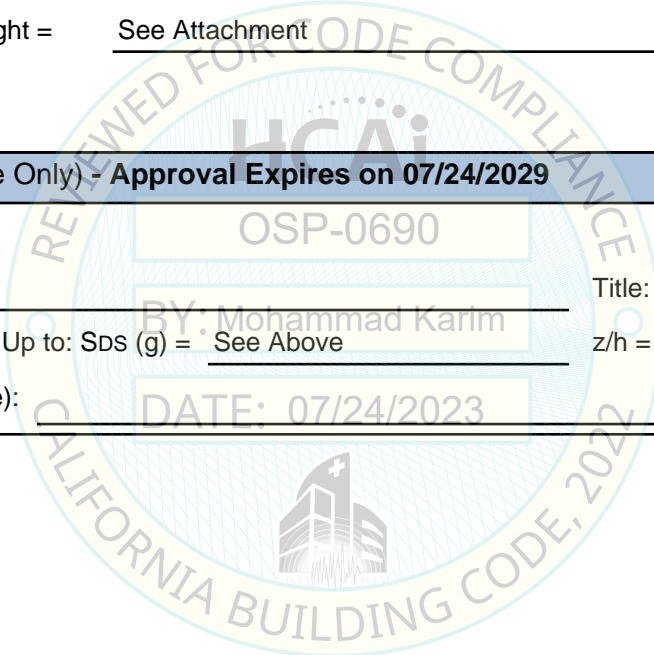 ght = See Attachment
e Only) - Approval Expires on 07/24/2029
Title:
Up to: SDS (g) = See Above z/h =
e):
REVIEWED FOR CODE COMPLIANCE
HCAi
OSP-0690
BY: Mohammad Karim
DATE: 07/24/2023
CALIFORNIA BUILDING CODE, 2022